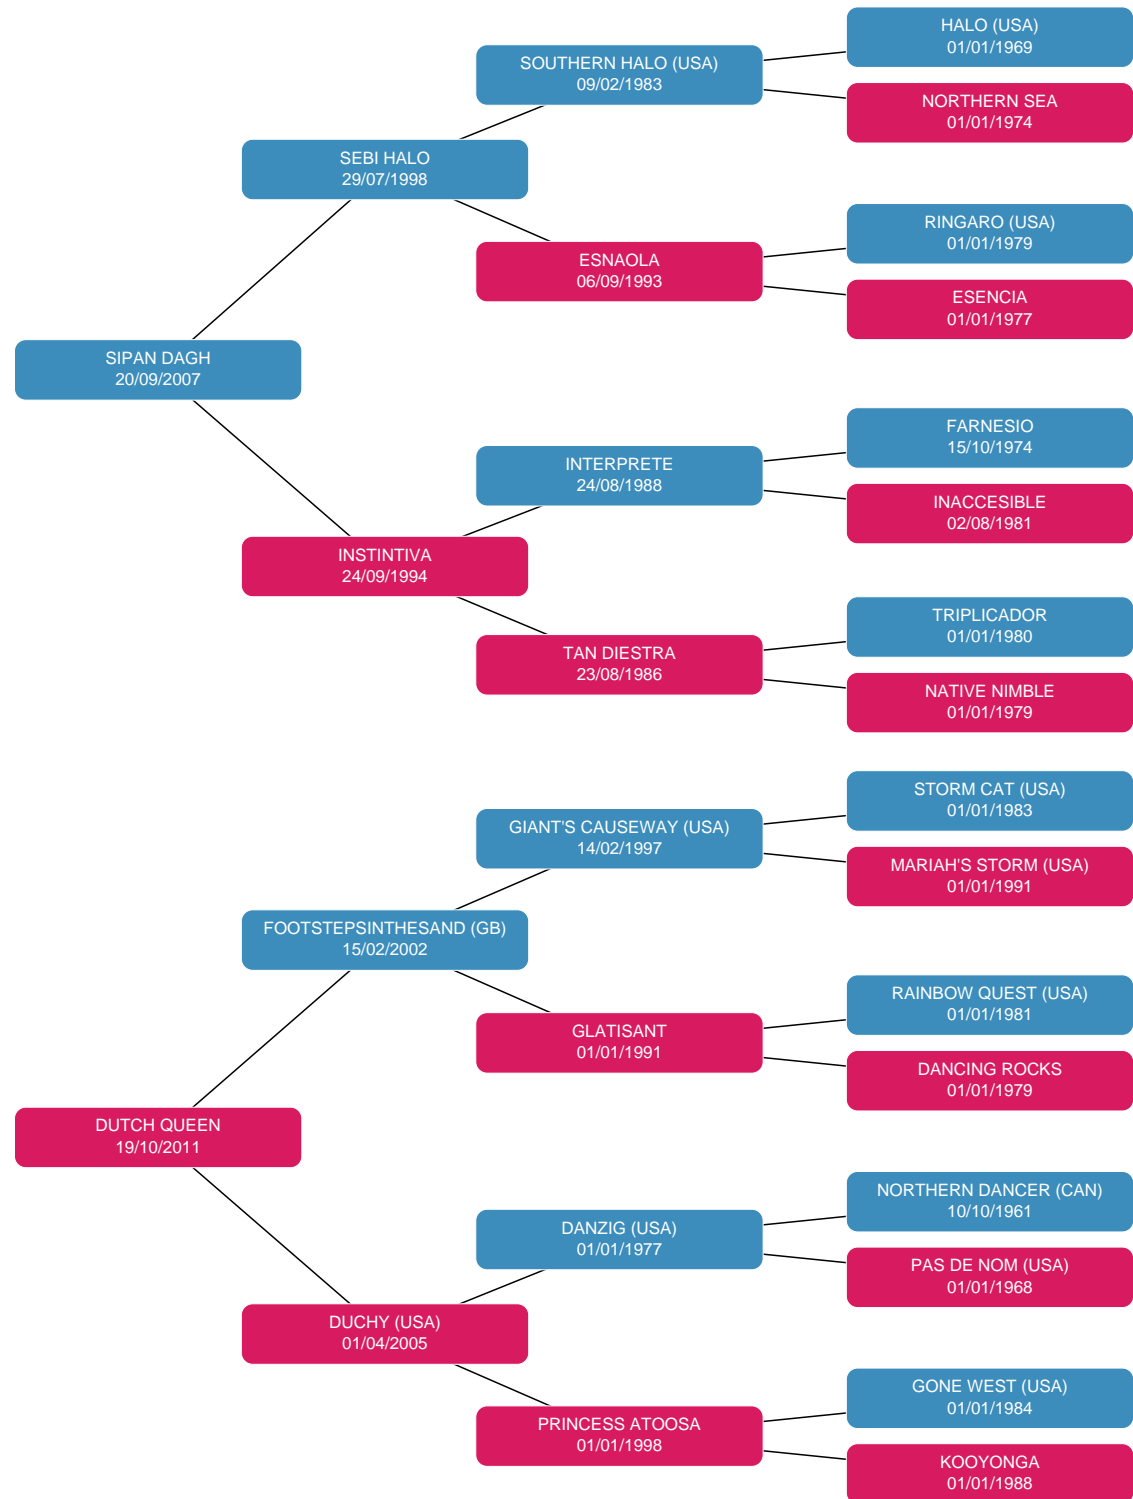 HALO (USA)
01/01/1969
SOUTHERN HALO (USA)
09/02/1983
NORTHERN SEA
01/01/1974
SEBI HALO
29/07/1998
RINGARO (USA)
01/01/1979
ESNAOLA
06/09/1993
ESENCIA
01/01/1977
SIPAN DAGH
20/09/2007
FARNESIO
15/10/1974
INTERPRETE
24/08/1988
INACCESIBLE
02/08/1981
INSTINTIVA
24/09/1994
TRIPLICADOR
01/01/1980
TAN DIESTRA
23/08/1986
NATIVE NIMBLE
01/01/1979
STORM CAT (USA)
01/01/1983
GIANT'S CAUSEWAY (USA)
14/02/1997
MARIAH'S STORM (USA)
01/01/1991
FOOTSTEPSINTHESAND (GB)
15/02/2002
RAINBOW QUEST (USA)
01/01/1981
GLATISANT
01/01/1991
DANCING ROCKS
01/01/1979
DUTCH QUEEN
19/10/2011
NORTHERN DANCER (CAN)
10/10/1961
DANZIG (USA)
01/01/1977
PAS DE NOM (USA)
01/01/1968
DUCHY (USA)
01/04/2005
GONE WEST (USA)
01/01/1984
PRINCESS ATOOSA
01/01/1998
KOOYONGA
01/01/1988